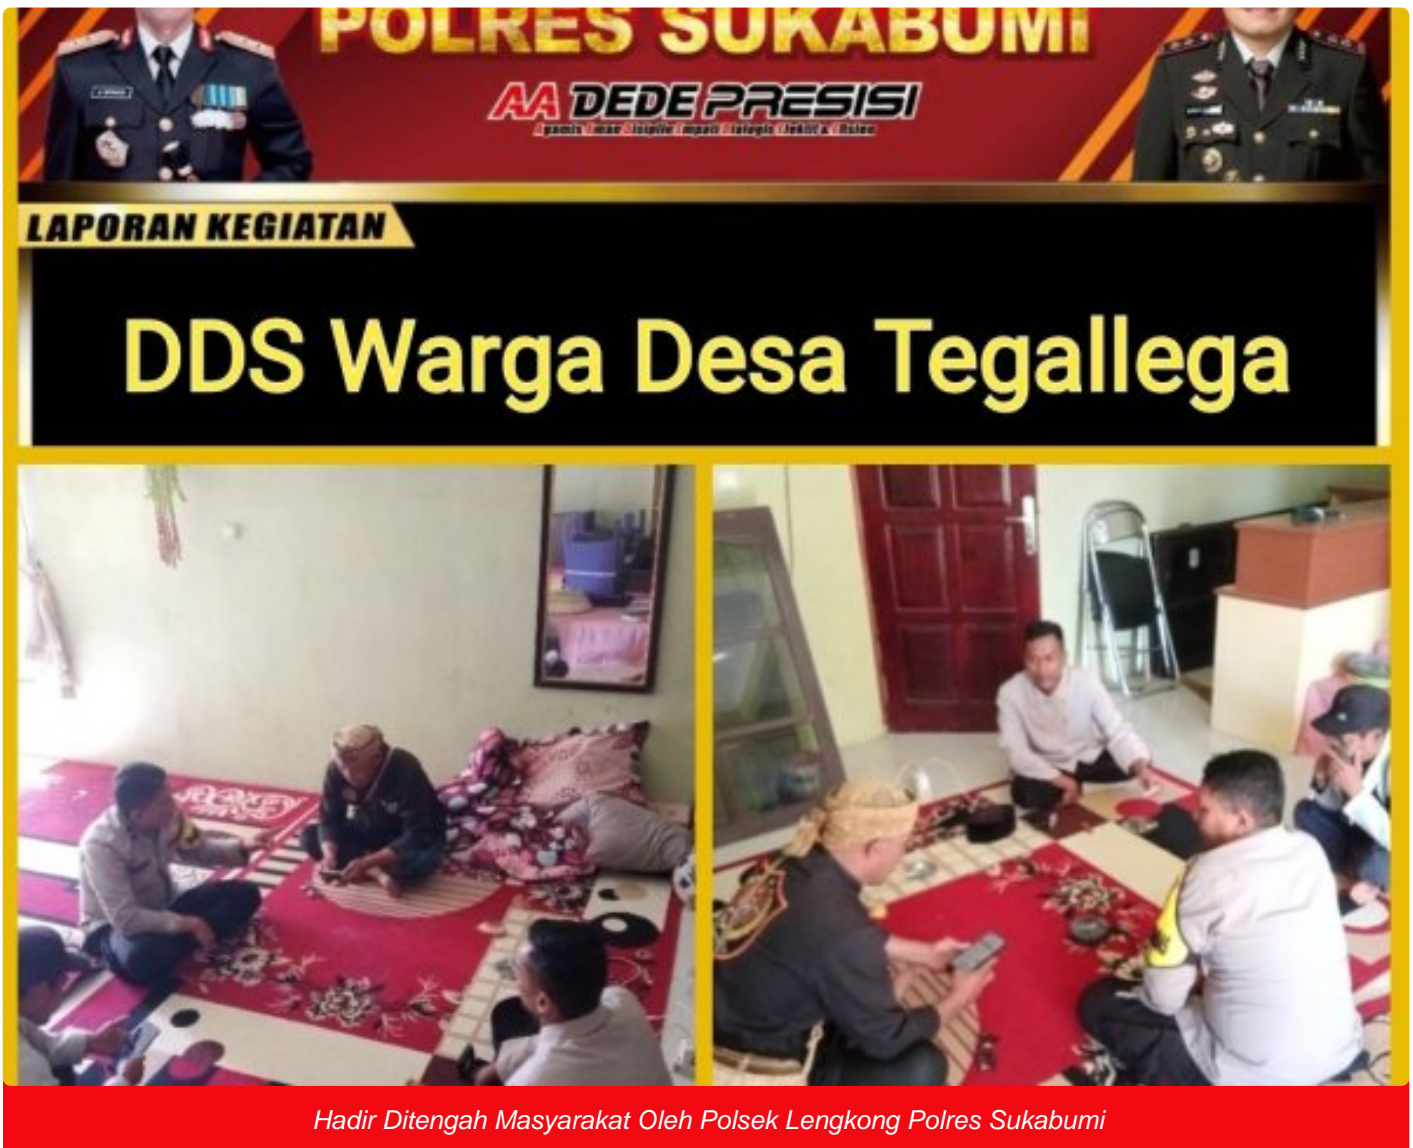 POLRES SUKABUMI
AA DEDE PRESISI
LAPORAN KEGIATAN
DDS Warga Desa Tegallega
Hadir Ditengah Masyarakat Oleh Polsek Lengkong Polres Sukabumi